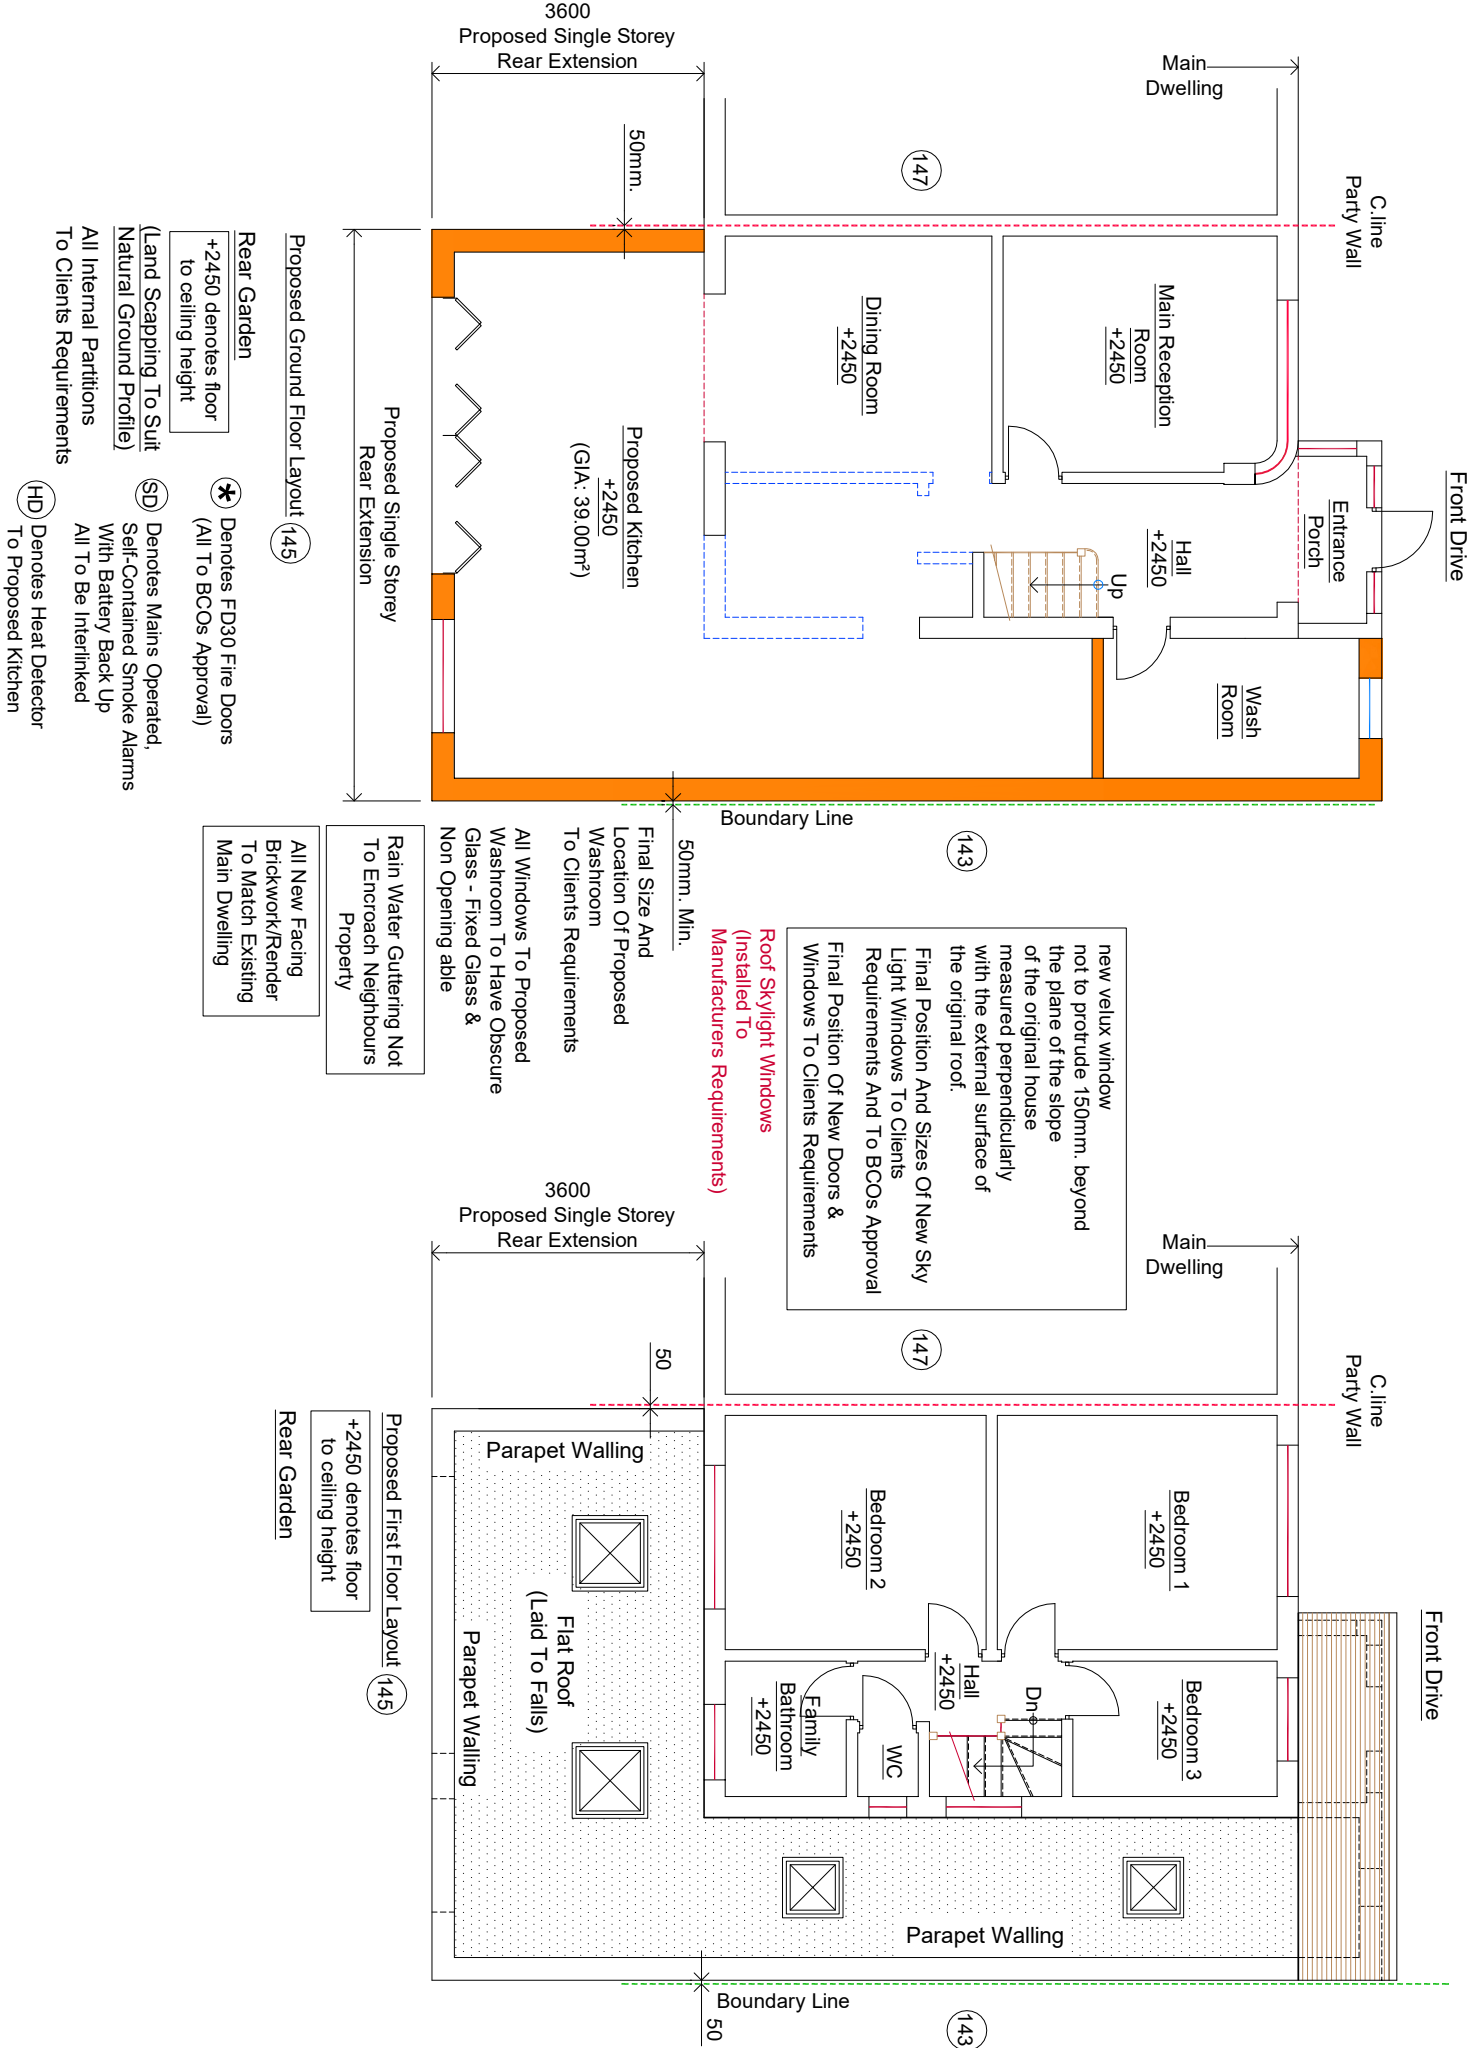 3600
Proposed Single Storey
Rear Extension
Main
Dwelling
C.line
Party Wall
Front Drive
50mm.
147
Main Reception
Room
+2450
Dining Room
+2450
Entrance
Porch
Hall
+2450
Up
Wash
Room
Proposed Kitchen
+2450
(GIA: 39.00m²)
Proposed Single Storey
Rear Extension
Proposed Ground Floor Layout
145
Rear Garden
+2450 denotes floor
to ceiling height
(Land Scapping To Suit
Natural Ground Profile)
All Internal Partitions
To Clients Requirements
* Denotes FD30 Fire Doors
(All To BCOs Approval)
SD Denotes Mains Operated,
Self-Contained Smoke Alarms
With Battery Back Up
All To Be Interlinked
HD Denotes Heat Detector
To Proposed Kitchen
Boundary Line
143
50mm. Min.
Final Size And
Location Of Proposed
Washroom
To Clients Requirements
All Windows To Proposed
Washroom To Have Obscure
Glass - Fixed Glass &
Non Opening able
Rain Water Guttering Not
To Encroach Neighbours
Property
All New Facing
Brickwork/Render
To Match Existing
Main Dwelling
new velux window
not to protrude 150mm. beyond
the plane of the slope
of the original house
measured perpendicularly
with the external surface of
the original roof.
Final Position And Sizes Of New Sky
Light Windows To Clients
Requirements And To BCOs Approval
Final Position Of New Doors &
Windows To Clients Requirements
Roof Skylight Windows
(Installed To
Manufacturers Requirements)
3600
Proposed Single Storey
Rear Extension
Main
Dwelling
C.line
Party Wall
Front Drive
147
50
Bedroom 1
+2450
Bedroom 2
+2450
Bedroom 3
+2450
Hall
+2450
Dn
WC
Family
Bathroom
+2450
Parapet Walling
Flat Roof
(Laid To Falls)
Parapet Walling
Parapet Walling
Proposed First Floor Layout
145
+2450 denotes floor
to ceiling height
Rear Garden
Boundary Line
50
143